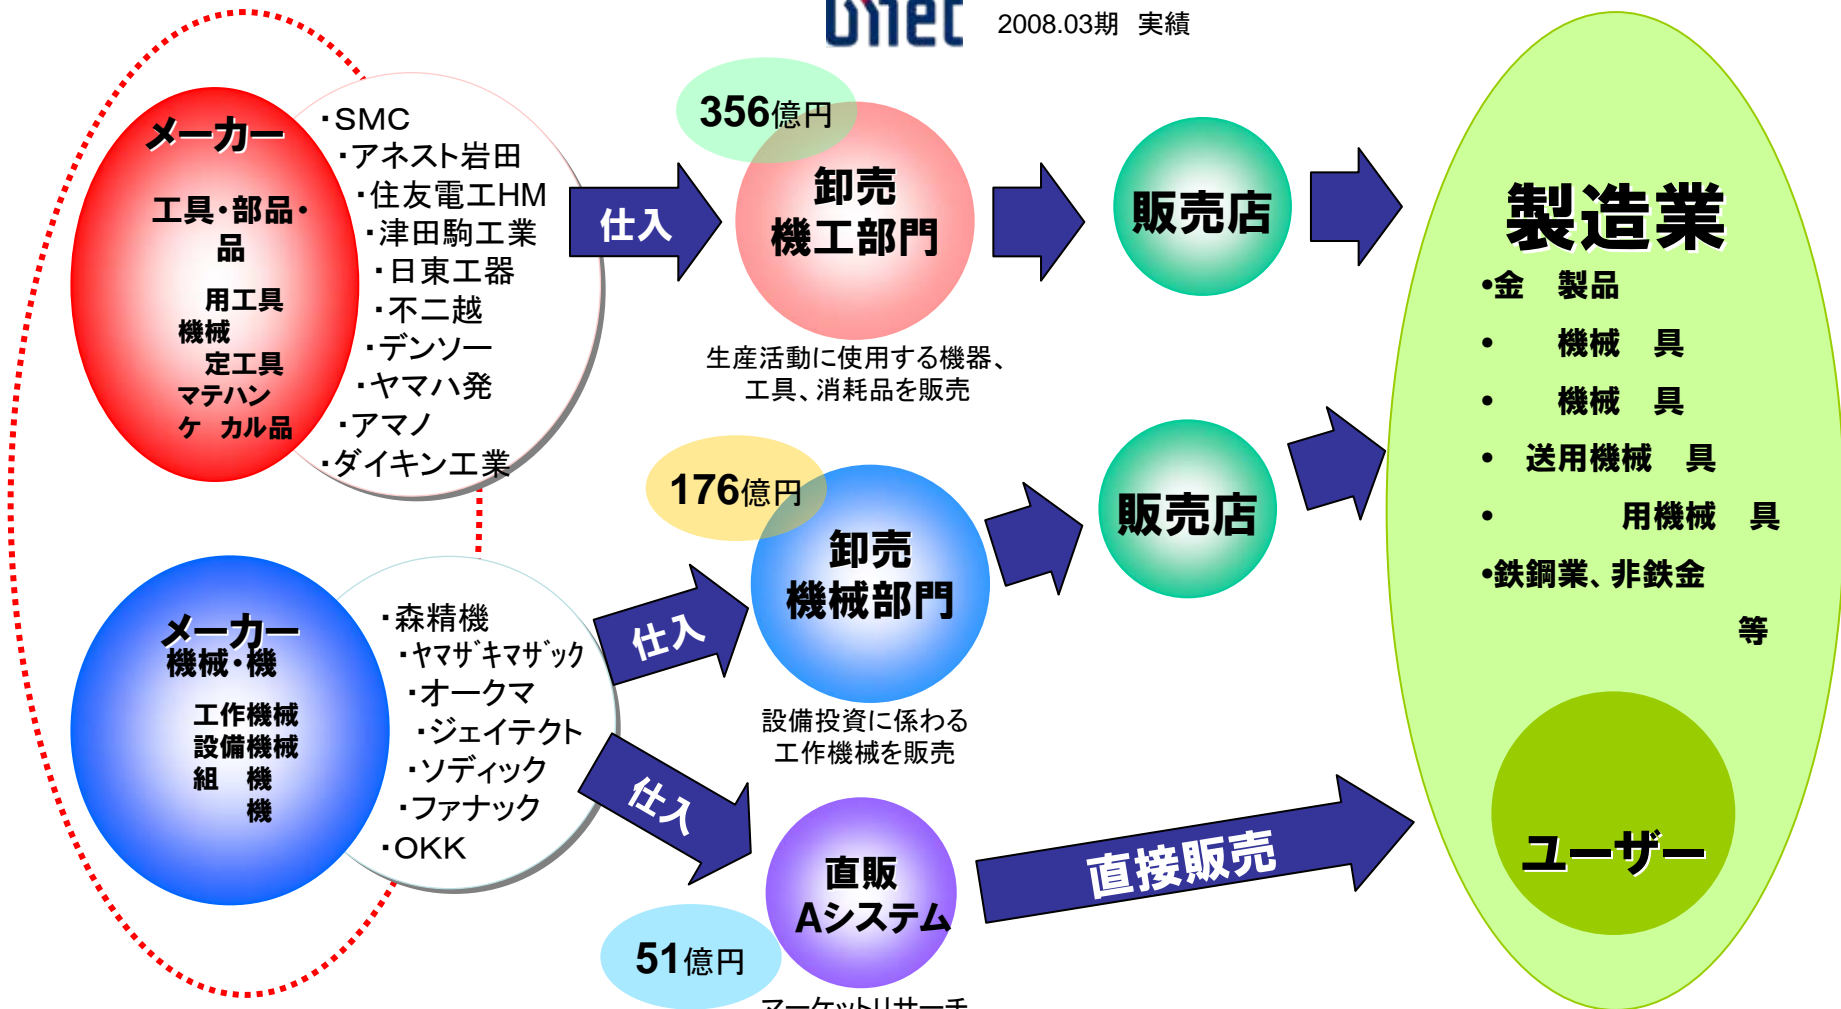 2008.03期 実績
メーカー
工具・部品・
品
用工具
機械
定工具
マテハン
ケ カル品
・SMC
・アネスト岩田
・住友電工HM
・津田駒工業
・日東工器
・不二越
・デンソー
・ヤマハ発
・アマノ
・ダイキン工業
仕入
356億円
卸売
機工部門
生産活動に使用する機器、
工具、消耗品を販売
販売店
メーカー
機械・機
工作機械
設備機械
組 機
機
・森精機
・ヤマザキマザック
・オークマ
・ジェイテクト
・ソディック
・ファナック
・OKK
仕入
176億円
卸売
機械部門
設備投資に係わる
工作機械を販売
販売店
仕入
直販
Aシステム
51億円
マーケットリサーチ
直接販売
製造業
・金 製品
・ 機械 具
・ 機械 具
・ 送用機械 具
・ 用機械 具
・鉄鋼業、非鉄金
等
ユーザー